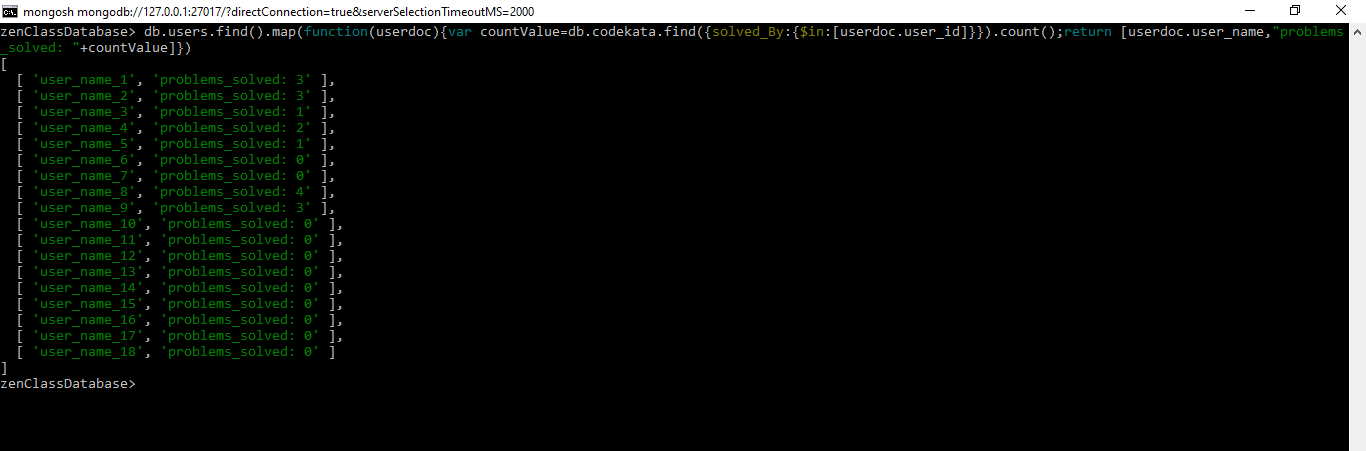 mongosh mongodb://127.0.0.1:27017/?directConnection=true&serverSelectionTimeoutMS=2000
zenClassDatabase> db.users.find().map(function(userdoc){var countValue=db.codekata.find({solved_By:{$in:[userdoc.user_id]}}).count();return [userdoc.user_name,"problems
_solved: "+countValue]})
[
  [ 'user_name_1', 'problems_solved: 3' ],
  [ 'user_name_2', 'problems_solved: 3' ],
  [ 'user_name_3', 'problems_solved: 1' ],
  [ 'user_name_4', 'problems_solved: 2' ],
  [ 'user_name_5', 'problems_solved: 1' ],
  [ 'user_name_6', 'problems_solved: 0' ],
  [ 'user_name_7', 'problems_solved: 0' ],
  [ 'user_name_8', 'problems_solved: 4' ],
  [ 'user_name_9', 'problems_solved: 3' ],
  [ 'user_name_10', 'problems_solved: 0' ],
  [ 'user_name_11', 'problems_solved: 0' ],
  [ 'user_name_12', 'problems_solved: 0' ],
  [ 'user_name_13', 'problems_solved: 0' ],
  [ 'user_name_14', 'problems_solved: 0' ],
  [ 'user_name_15', 'problems_solved: 0' ],
  [ 'user_name_16', 'problems_solved: 0' ],
  [ 'user_name_17', 'problems_solved: 0' ],
  [ 'user_name_18', 'problems_solved: 0' ]
]
zenClassDatabase>